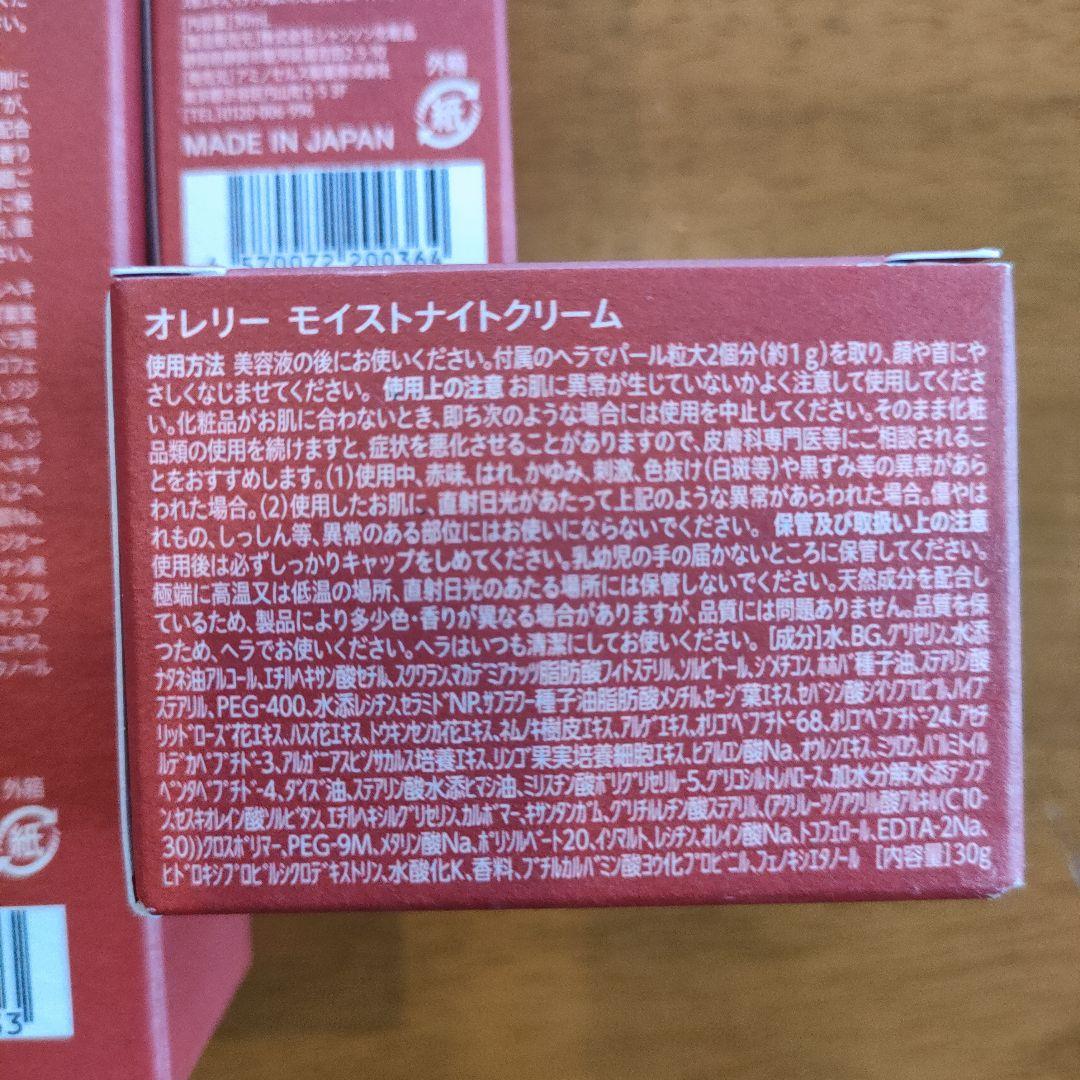 さい。
側に
が、
配合
香り
に保
所、直
さい。
外箱
紙
[TEL]0120-006-996
MADE IN JAPAN
4 570072 200364
外箱
紙
オレリー モイストナイトクリーム
使用方法 美容液の後にお使いください。付属のヘラでパール粒大2個分(約1g)を取り、顔や首にや
さしくなじませてください。 使用上の注意 お肌に異常が生じていないかよく注意して使用してくださ
い。化粧品がお肌に合わないとき、即ち次のような場合には使用を中止してください。そのまま化粧
品類の使用を続けますと、症状を悪化させることがありますので、皮膚科専門医等にご相談されるこ
とをおすすめします。(1)使用中、赤味、はれ、かゆみ、刺激、色抜け(白斑等)や黒ずみ等の異常があら
われた場合。(2)使用したお肌に、直射日光があたって上記のような異常があらわれた場合。傷やは
れもの、しっしん等、異常のある部位にはお使いにならないでください。 保管及び取扱い上の注意
使用後は必ずしっかりキャップをしめてください。乳幼児の手の届かないところに保管してください。
極端に高温又は低温の場所、直射日光のあたる場所には保管しないでください。天然成分を配合し
ているため、製品により多少色・香りが異なる場合がありますが、品質には問題ありません。品質を保
つため、ヘラでお使いください。ヘラはいつも清潔にしてお使いください。 [成分]水、BG、グリセリン、水添
ナタネ油アルコール、エチルヘキサン酸セチル、スクワラン、マカデミアナッツ脂肪酸フィトステリル、ソルビトール、ジメチコン、ホホバ種子油、ステアリン酸
ステアリル、PEG-400、水添レシチン、セラミドNP、サフラワー種子油脂肪酸メンチル、セージ葉エキス、セバシン酸ジイソプロピル、ハイブ
リッドローズ花エキス、ハス花エキス、トウキンセンカ花エキス、ネムノキ樹皮エキス、アルゲエキス、オリゴペプチド-68、オリゴペプチド-24、アセチ
ルデカペプチド-3、アルガニアスピノサカルス培養エキス、リンゴ果実培養細胞エキス、ヒアルロン酸Na、オウレンエキス、ミツロウ、パルミトイル
ペンタペプチド-4、ダイズ油、ステアリン酸水添ヒマシ油、ミリスチン酸ポリグリセリル-5、グリコシルトレハロース、加水分解水添デンプ
ン、セスキオレイン酸ソルビタン、エチルヘキシルグリセリン、カルボマー、キサンタンガム、グリチルレチン酸ステアリル、(アクリレーツ/アクリル酸アルキル(C10-
30))クロスポリマー、PEG-9M、メタリン酸Na、ポリソルベート20、イソマルト、レシチン、オレイン酸Na、トコフェロール、EDTA-2Na、
ヒドロキシプロピルシクロデキストリン、水酸化K、香料、ブチルカルバミン酸ヨウ化プロピニル、フェノキシエタノール [内容量]30g